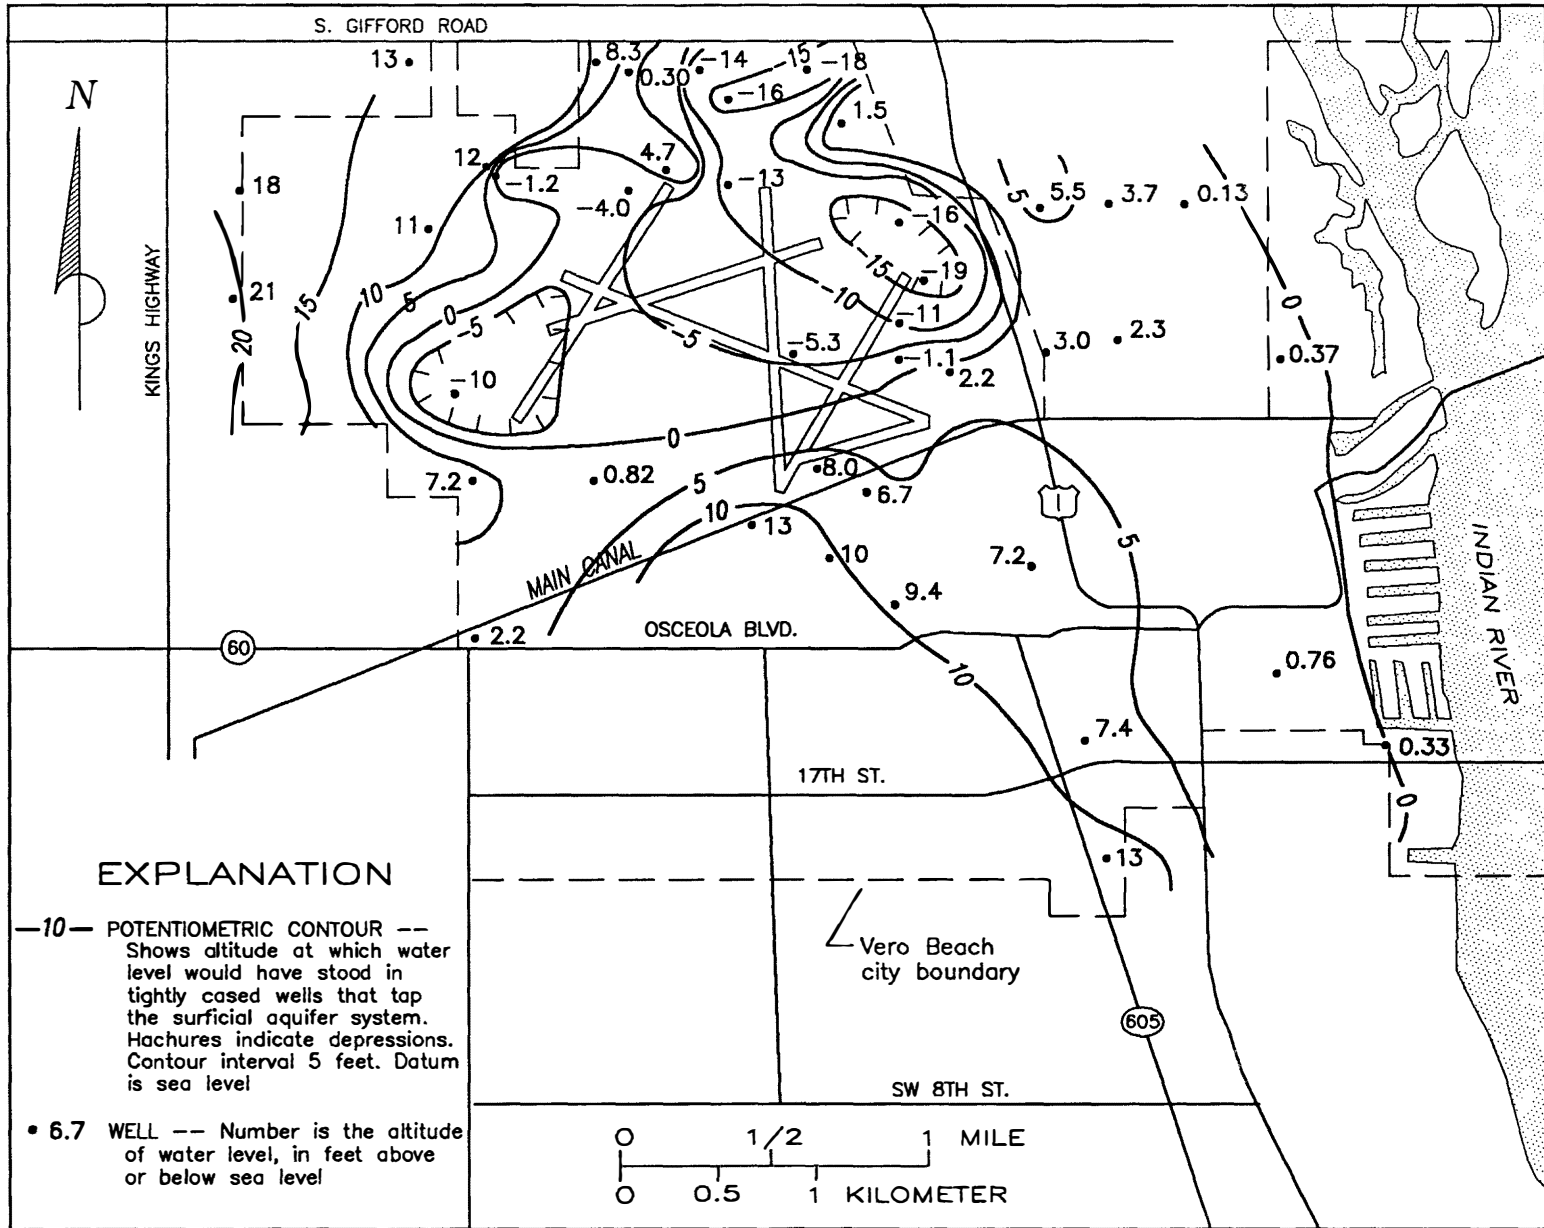 S. GIFFORD ROAD
N
KINGS HIGHWAY
13
8.3
0.30
-14
-15
-18
-16
1.5
18
12
-1.2
4.7
-4.0
-13
-16
5
5.5
3.7
0.13
11
21
15
20
10
5
0
-5
-15
-19
-10
-11
0
-5
-5.3
-1.1
2.2
3.0
2.3
0.37
-10
0
7.2
0.82
5
8.0
6.7
10
13
1
INDIAN RIVER
MAIN CANAL
10
7.2
5
9.4
2.2
OSCEOLA BLVD.
60
10
0.76
7.4
0.33
17TH ST.
0
13
EXPLANATION
—10— POTENTIOMETRIC CONTOUR --
Shows altitude at which water
level would have stood in
tightly cased wells that tap
the surficial aquifer system.
Hachures indicate depressions.
Contour interval 5 feet. Datum
is sea level
• 6.7 WELL -- Number is the altitude
of water level, in feet above
or below sea level
Vero Beach
city boundary
605
SW 8TH ST.
0 1/2 1 MILE
0 0.5 1 KILOMETER